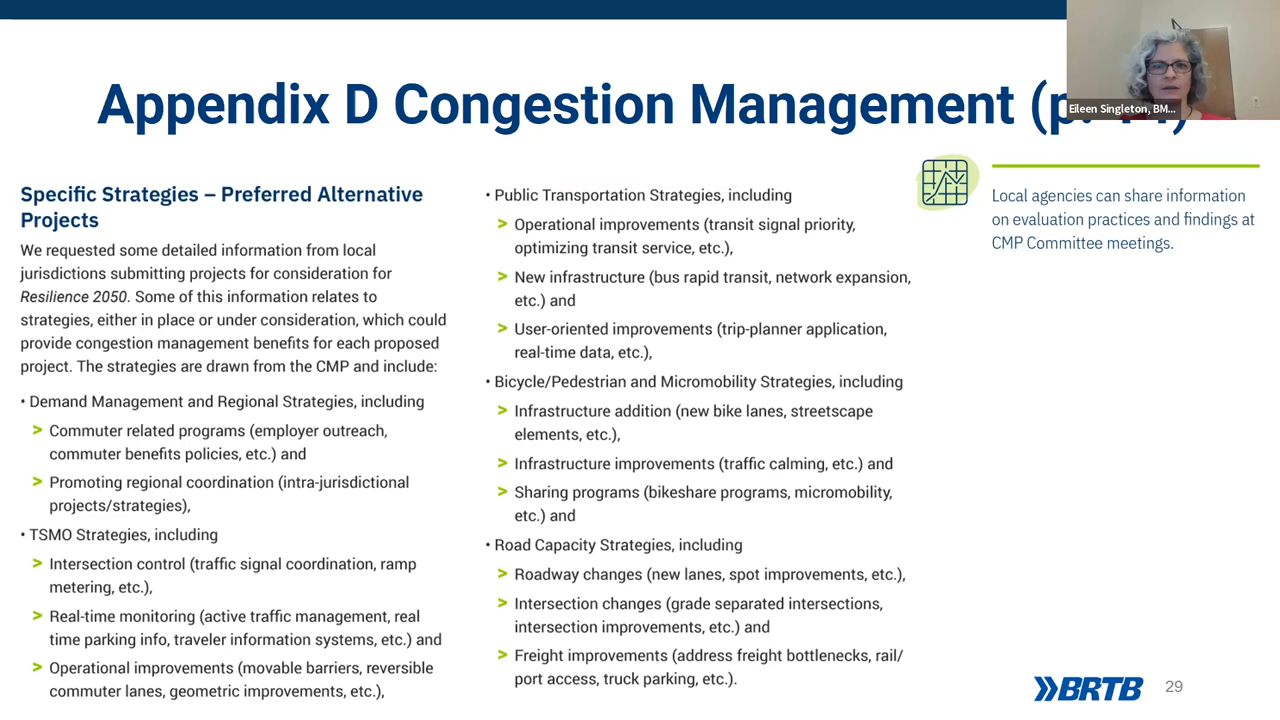 Appendix D Congestion Management
Eileen Singleton, BM...
Specific Strategies – Preferred Alternative
Projects
We requested some detailed information from local
jurisdictions submitting projects for consideration for
Resilience 2050. Some of this information relates to
strategies, either in place or under consideration, which could
provide congestion management benefits for each proposed
project. The strategies are drawn from the CMP and include:
• Demand Management and Regional Strategies, including
> Commuter related programs (employer outreach,
commuter benefits policies, etc.) and
> Promoting regional coordination (intra-jurisdictional
projects/strategies),
• TSMO Strategies, including
> Intersection control (traffic signal coordination, ramp
metering, etc.),
> Real-time monitoring (active traffic management, real
time parking info, traveler information systems, etc.) and
> Operational improvements (movable barriers, reversible
commuter lanes, geometric improvements, etc.),
• Public Transportation Strategies, including
> Operational improvements (transit signal priority,
optimizing transit service, etc.),
> New infrastructure (bus rapid transit, network expansion,
etc.) and
> User-oriented improvements (trip-planner application,
real-time data, etc.),
• Bicycle/Pedestrian and Micromobility Strategies, including
> Infrastructure addition (new bike lanes, streetscape
elements, etc.),
> Infrastructure improvements (traffic calming, etc.) and
> Sharing programs (bikeshare programs, micromobility,
etc.) and
• Road Capacity Strategies, including
> Roadway changes (new lanes, spot improvements, etc.),
> Intersection changes (grade separated intersections,
intersection improvements, etc.) and
> Freight improvements (address freight bottlenecks, rail/
port access, truck parking, etc.).
Local agencies can share information
on evaluation practices and findings at
CMP Committee meetings.
BRTB
29